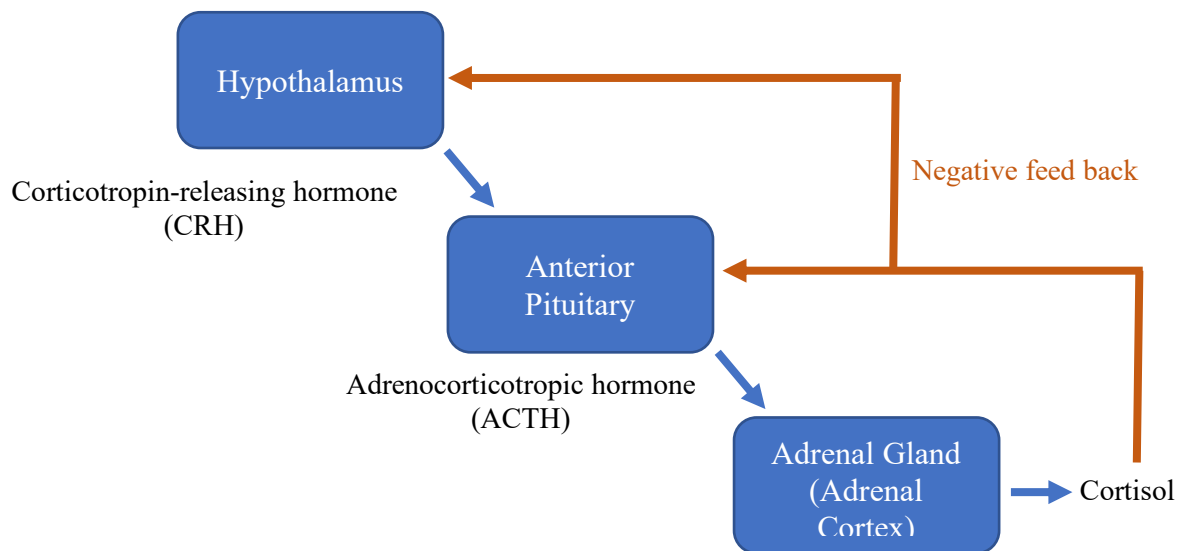 Hypothalamus
Corticotropin-releasing hormone
(CRH)
Negative feed back
Anterior
Pituitary
Adrenocorticotropic hormone
(ACTH)
Adrenal Gland
(Adrenal
Cortex)
Cortisol